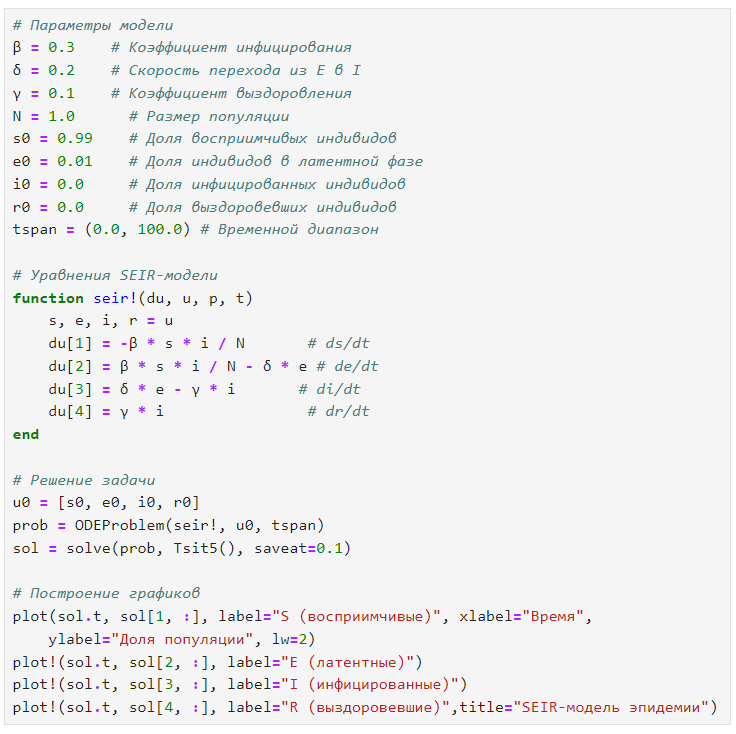 # Параметры модели
β = 0.3    # Коэффициент инфицирования
δ = 0.2    # Скорость перехода из E в I
γ = 0.1    # Коэффициент выздоровления
N = 1.0      # Размер популяции
s0 = 0.99    # Доля восприимчивых индивидов
e0 = 0.01    # Доля индивидов в латентной фазе
i0 = 0.0     # Доля инфицированных индивидов
r0 = 0.0     # Доля выздоровевших индивидов
tspan = (0.0, 100.0) # Временной диапазон

# Уравнения SEIR-модели
function seir!(du, u, p, t)
    s, e, i, r = u
    du[1] = -β * s * i / N       # ds/dt
    du[2] = β * s * i / N - δ * e # de/dt
    du[3] = δ * e - γ * i       # di/dt
    du[4] = γ * i                # dr/dt
end

# Решение задачи
u0 = [s0, e0, i0, r0]
prob = ODEProblem(seir!, u0, tspan)
sol = solve(prob, Tsit5(), saveat=0.1)

# Построение графиков
plot(sol.t, sol[1, :], label="S (восприимчивые)", xlabel="Время",
    ylabel="Доля популяции", lw=2)
plot!(sol.t, sol[2, :], label="E (латентные)")
plot!(sol.t, sol[3, :], label="I (инфицированные)")
plot!(sol.t, sol[4, :], label="R (выздоровевшие)",title="SEIR-модель эпидемии")